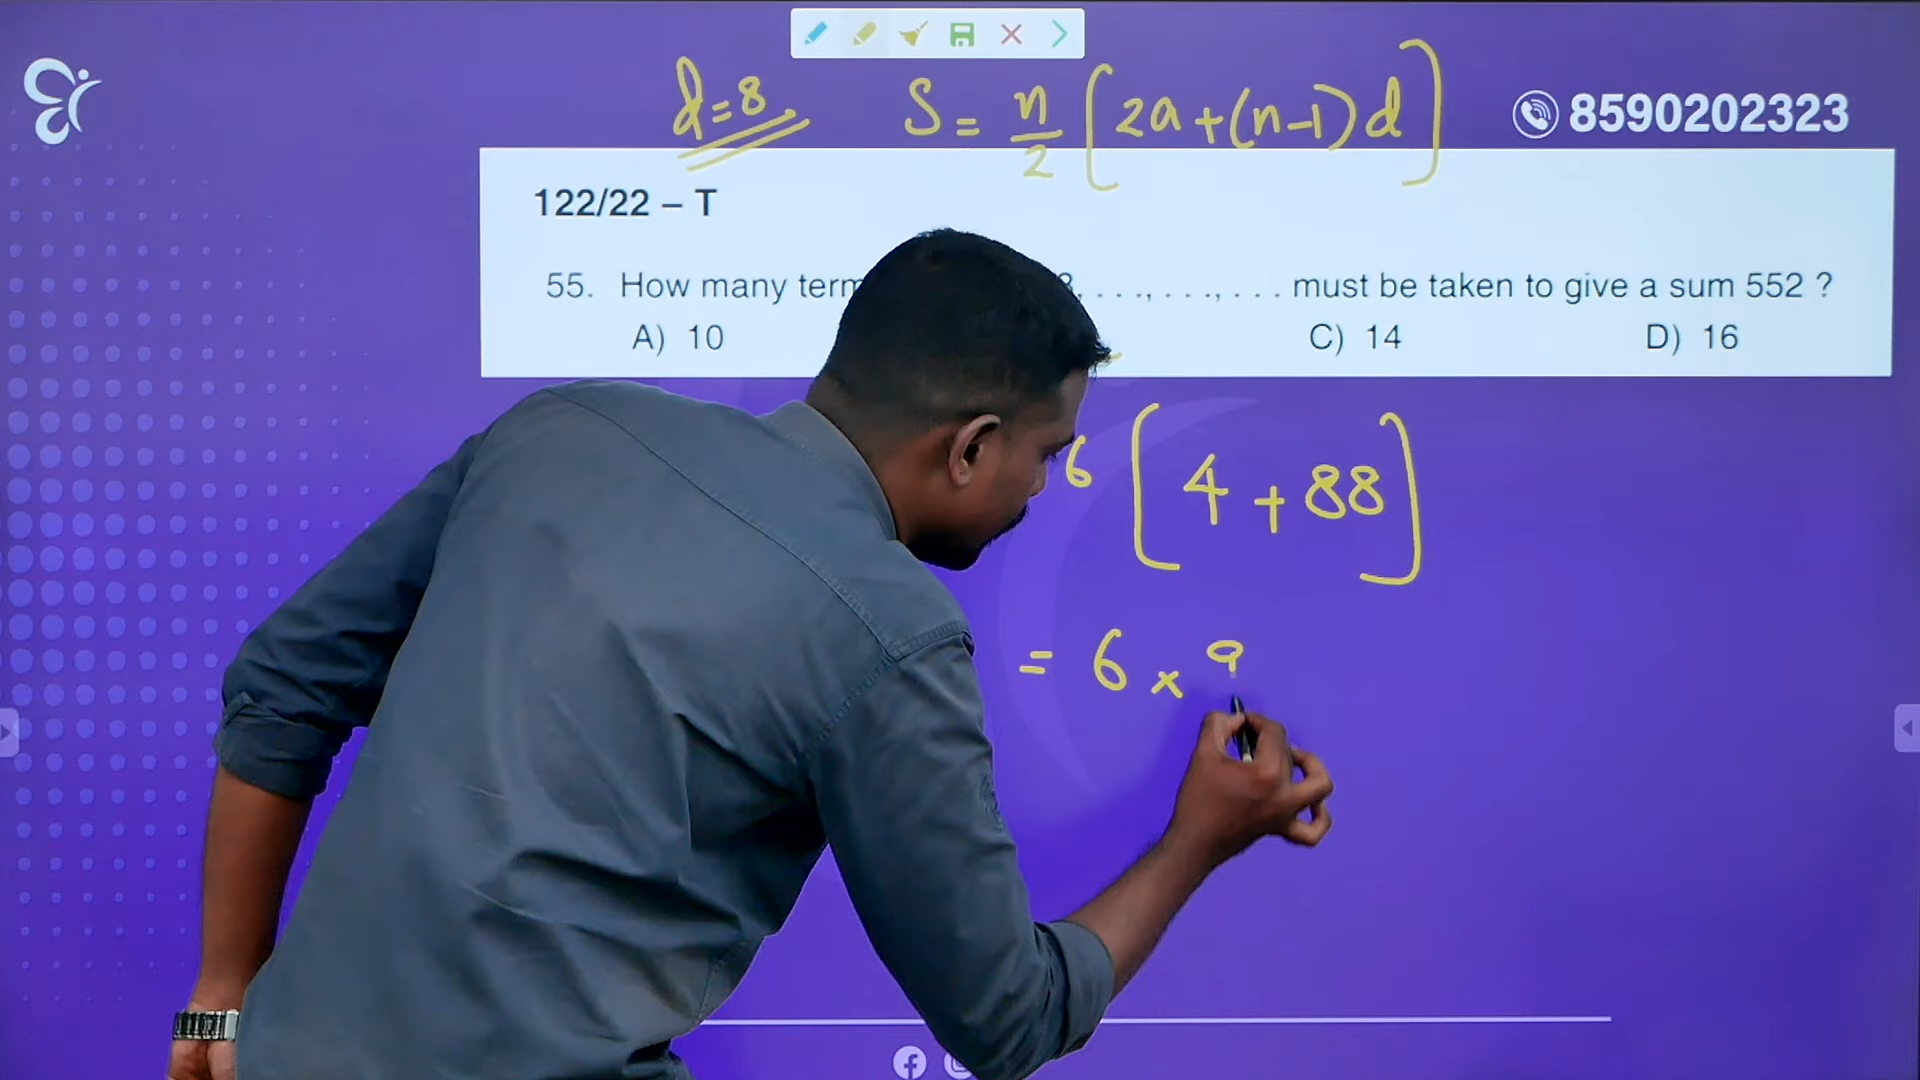 d=8 S = n/2 [2a+(n-1)d]
8590202323
122/22 – T
55. How many term , . . ., . . ., . . . must be taken to give a sum 552 ?
A) 10 C) 14 D) 16
6 [4 + 88]
= 6 × 9